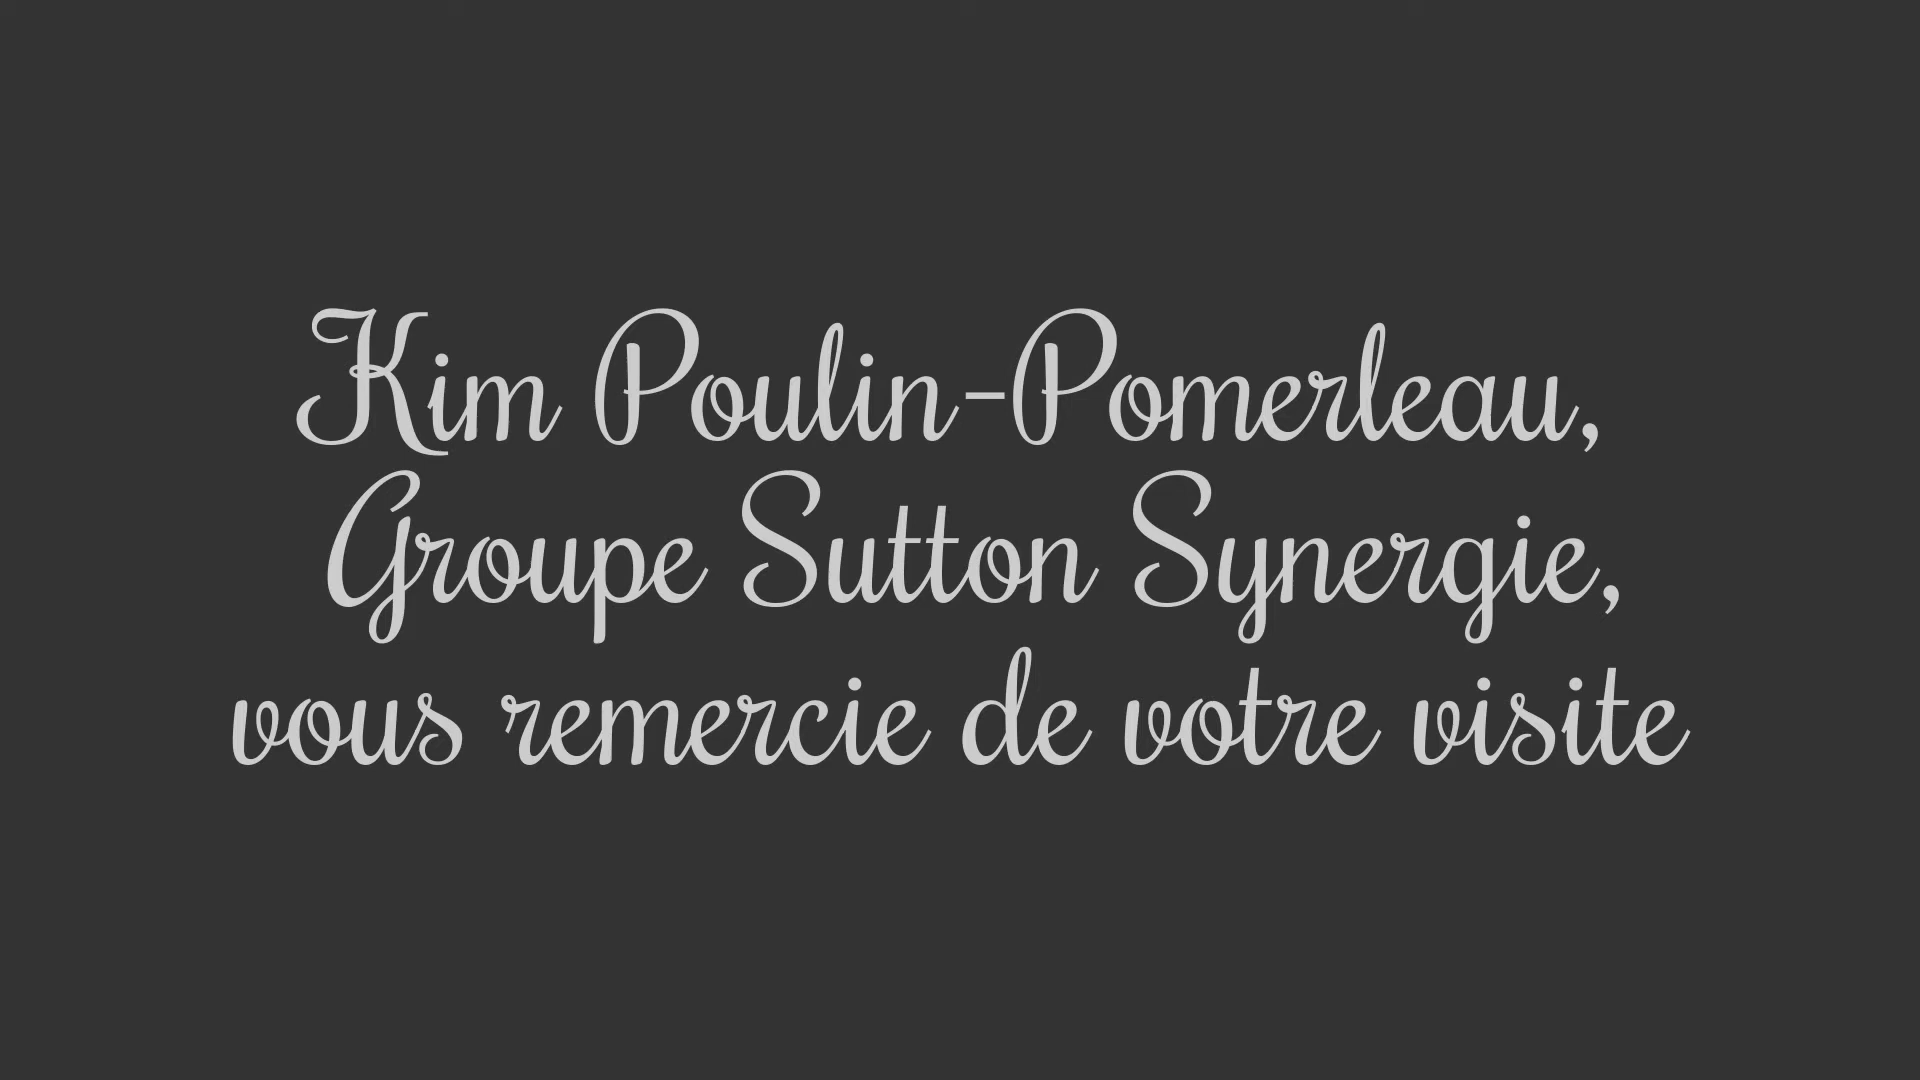 Kim Poulin-Pomerleau,
Groupe Sutton Synergie,
vous remercie de votre visite